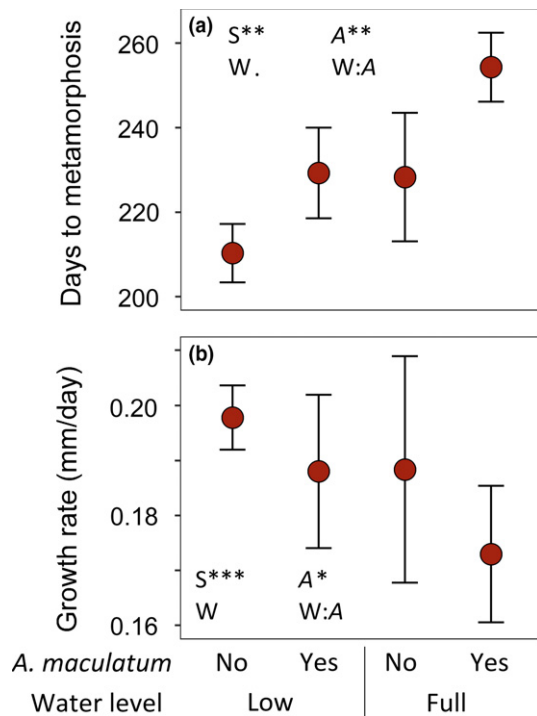 (a) S** A**
W. W:A
Days to metamorphosis
260
240
220
200
(b)
Growth rate (mm/day)
0.20
0.18
0.16
S*** A*
W W:A
A. maculatum No Yes No Yes
Water level Low Full